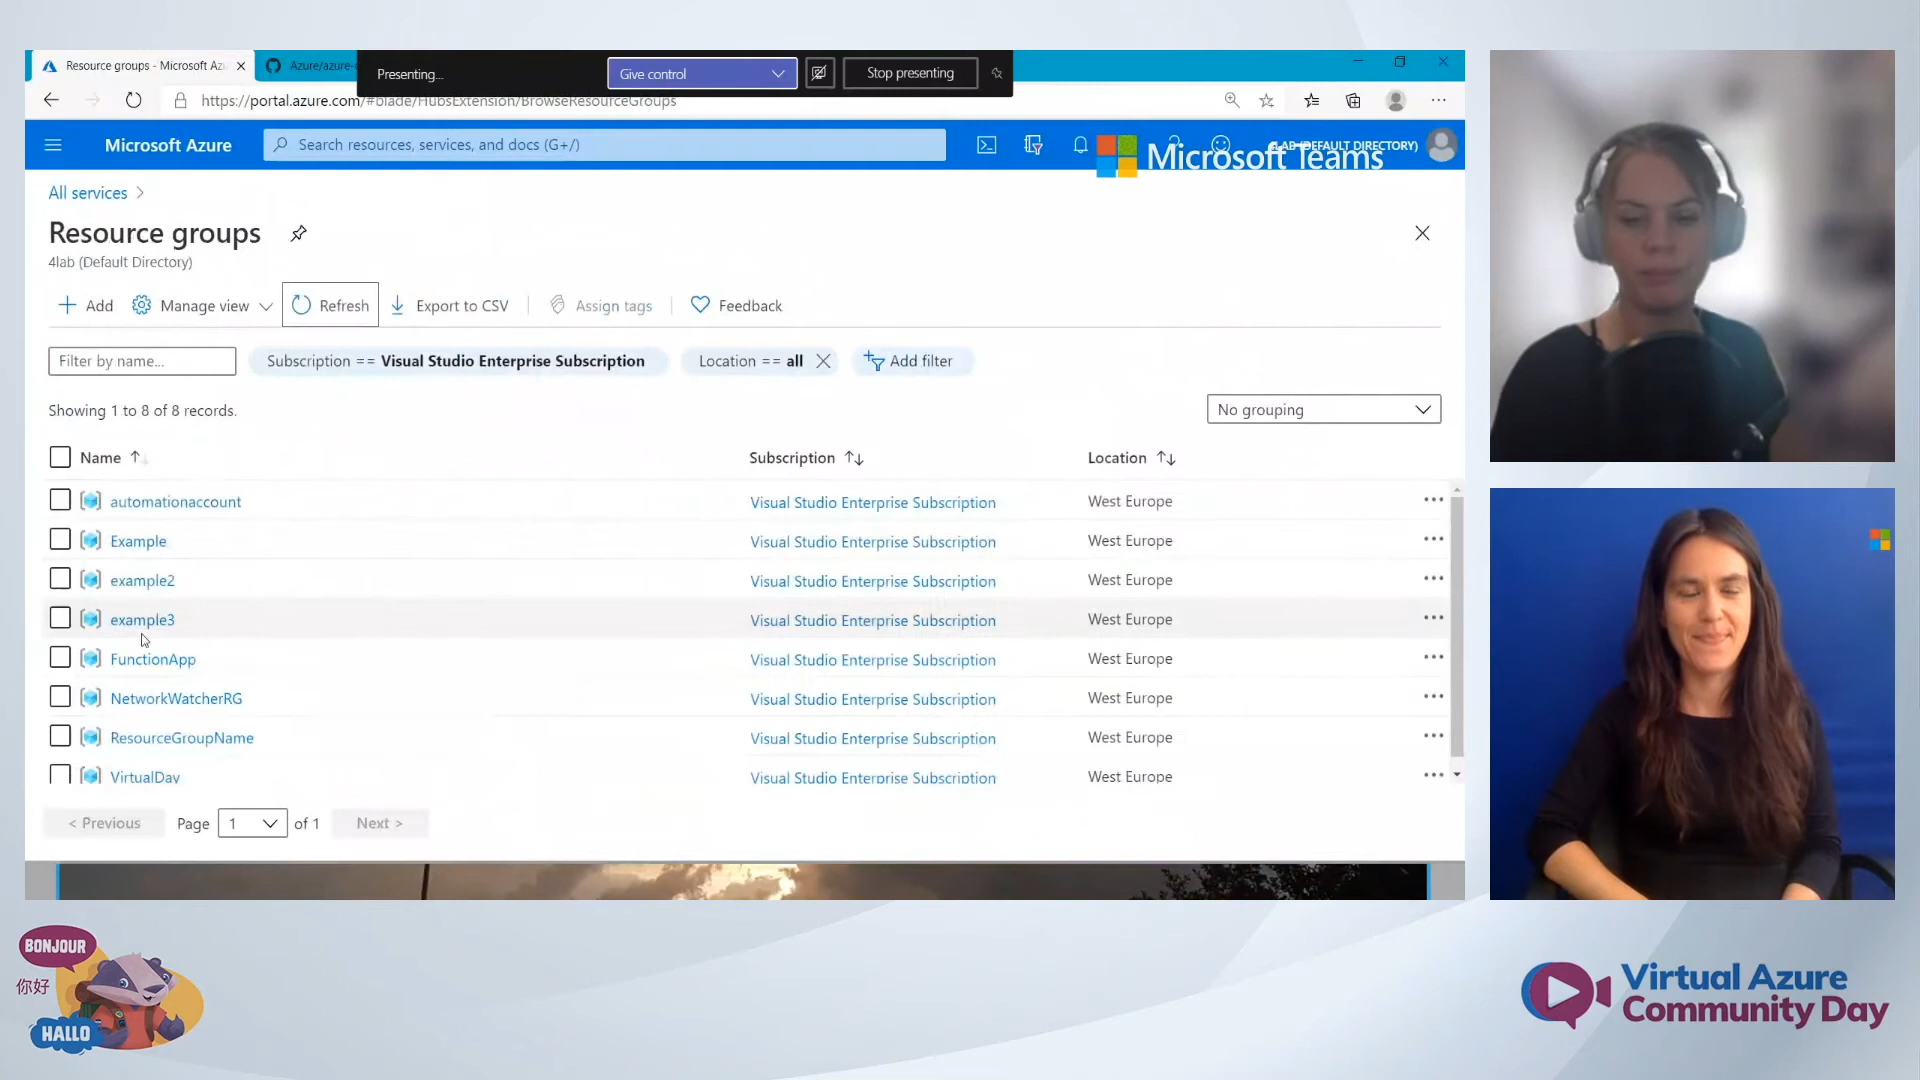 Resource groups - Microsoft Az
Azure/azure-
Presenting...
Give control
Stop presenting
https://portal.azure.com/#blade/HubsExtension/BrowseResourceGroups
Microsoft Azure
Search resources, services, and docs (G+/)
(DEFAULT DIRECTORY)
Microsoft Teams
All services
Resource groups
4lab (Default Directory)
Add
Manage view
Refresh
Export to CSV
Assign tags
Feedback
Filter by name...
Subscription == Visual Studio Enterprise Subscription
Location == all
Add filter
Showing 1 to 8 of 8 records.
No grouping
Name
Subscription
Location
automationaccount
Visual Studio Enterprise Subscription
West Europe
Example
Visual Studio Enterprise Subscription
West Europe
example2
Visual Studio Enterprise Subscription
West Europe
example3
Visual Studio Enterprise Subscription
West Europe
FunctionApp
Visual Studio Enterprise Subscription
West Europe
NetworkWatcherRG
Visual Studio Enterprise Subscription
West Europe
ResourceGroupName
Visual Studio Enterprise Subscription
West Europe
VirtualDay
Visual Studio Enterprise Subscription
West Europe
< Previous
Page 1 of 1
Next >
BONJOUR
你好
HALLO
Virtual Azure
Community Day